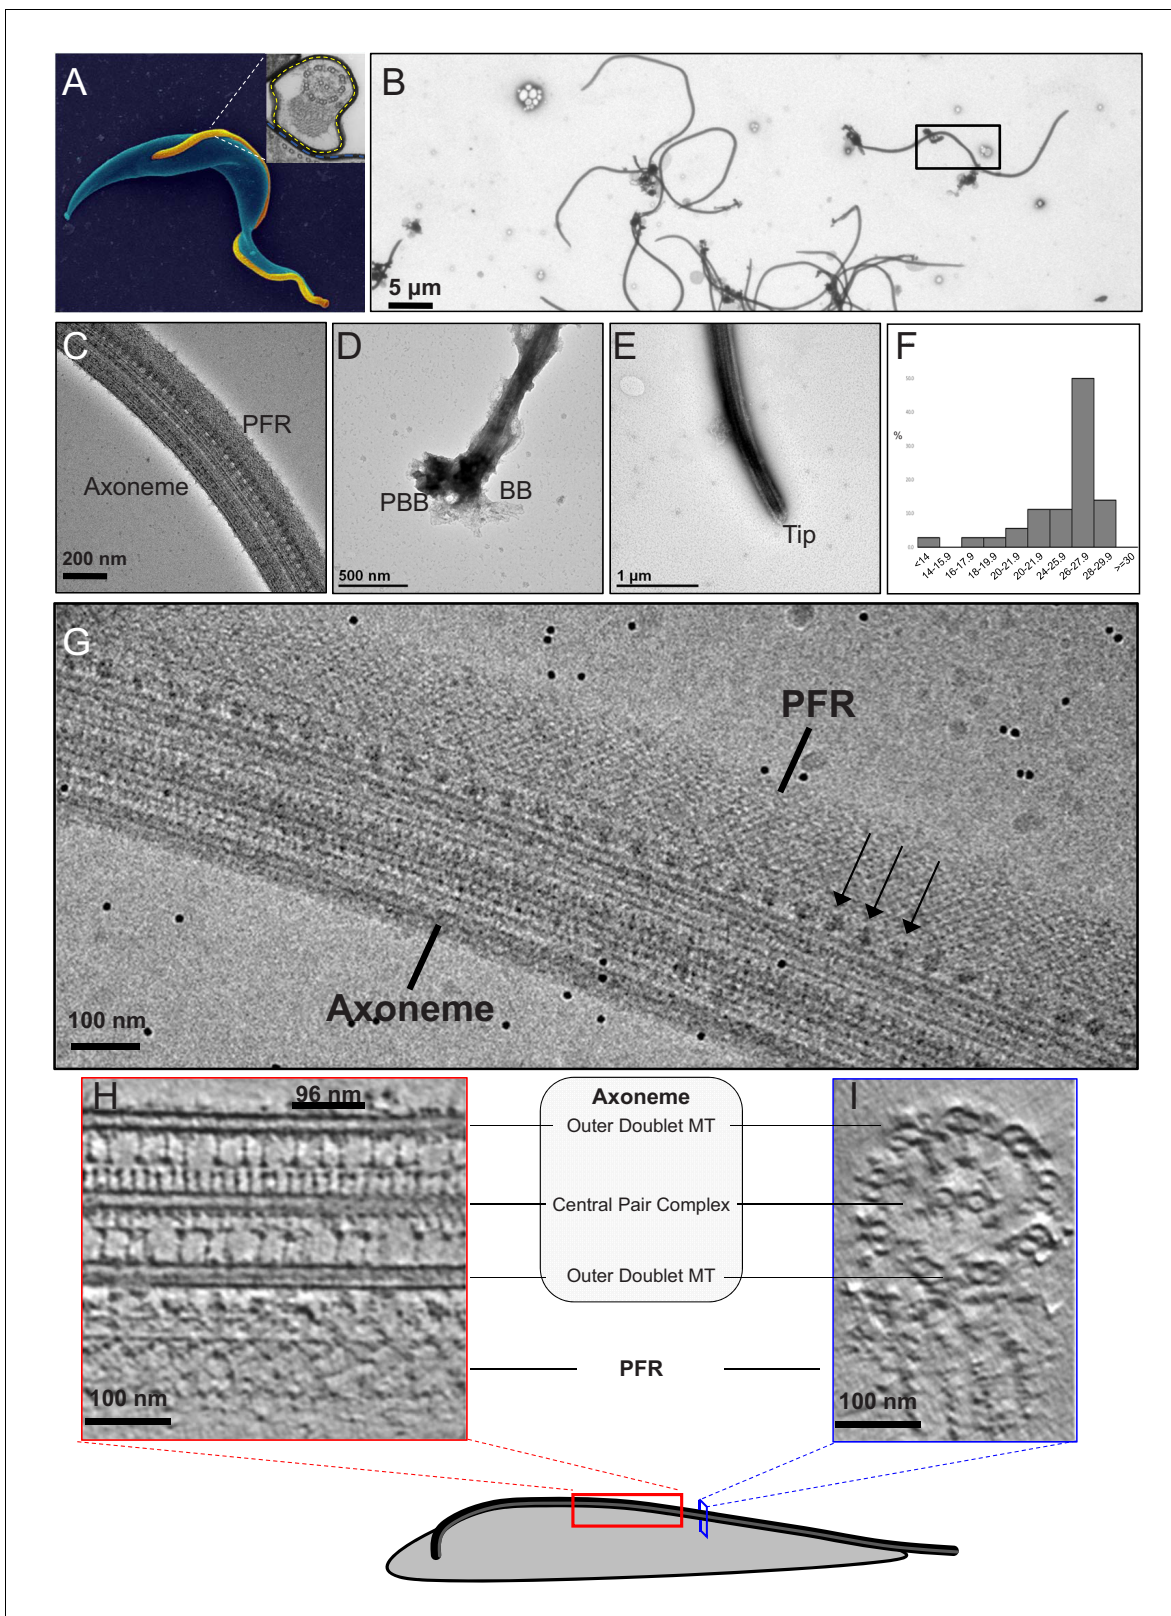 A
B
5 µm
C
PFR
Axoneme
200 nm
D
PBB
BB
500 nm
E
Tip
1 µm
F
%
<14
14-15.9
16-17.9
18-19.9
20-21.9
20-21.9
24-25.9
26-27.9
28-29.9
>=30
G
PFR
Axoneme
100 nm
H
96 nm
100 nm
Axoneme
Outer Doublet MT
Central Pair Complex
Outer Doublet MT
PFR
I
100 nm